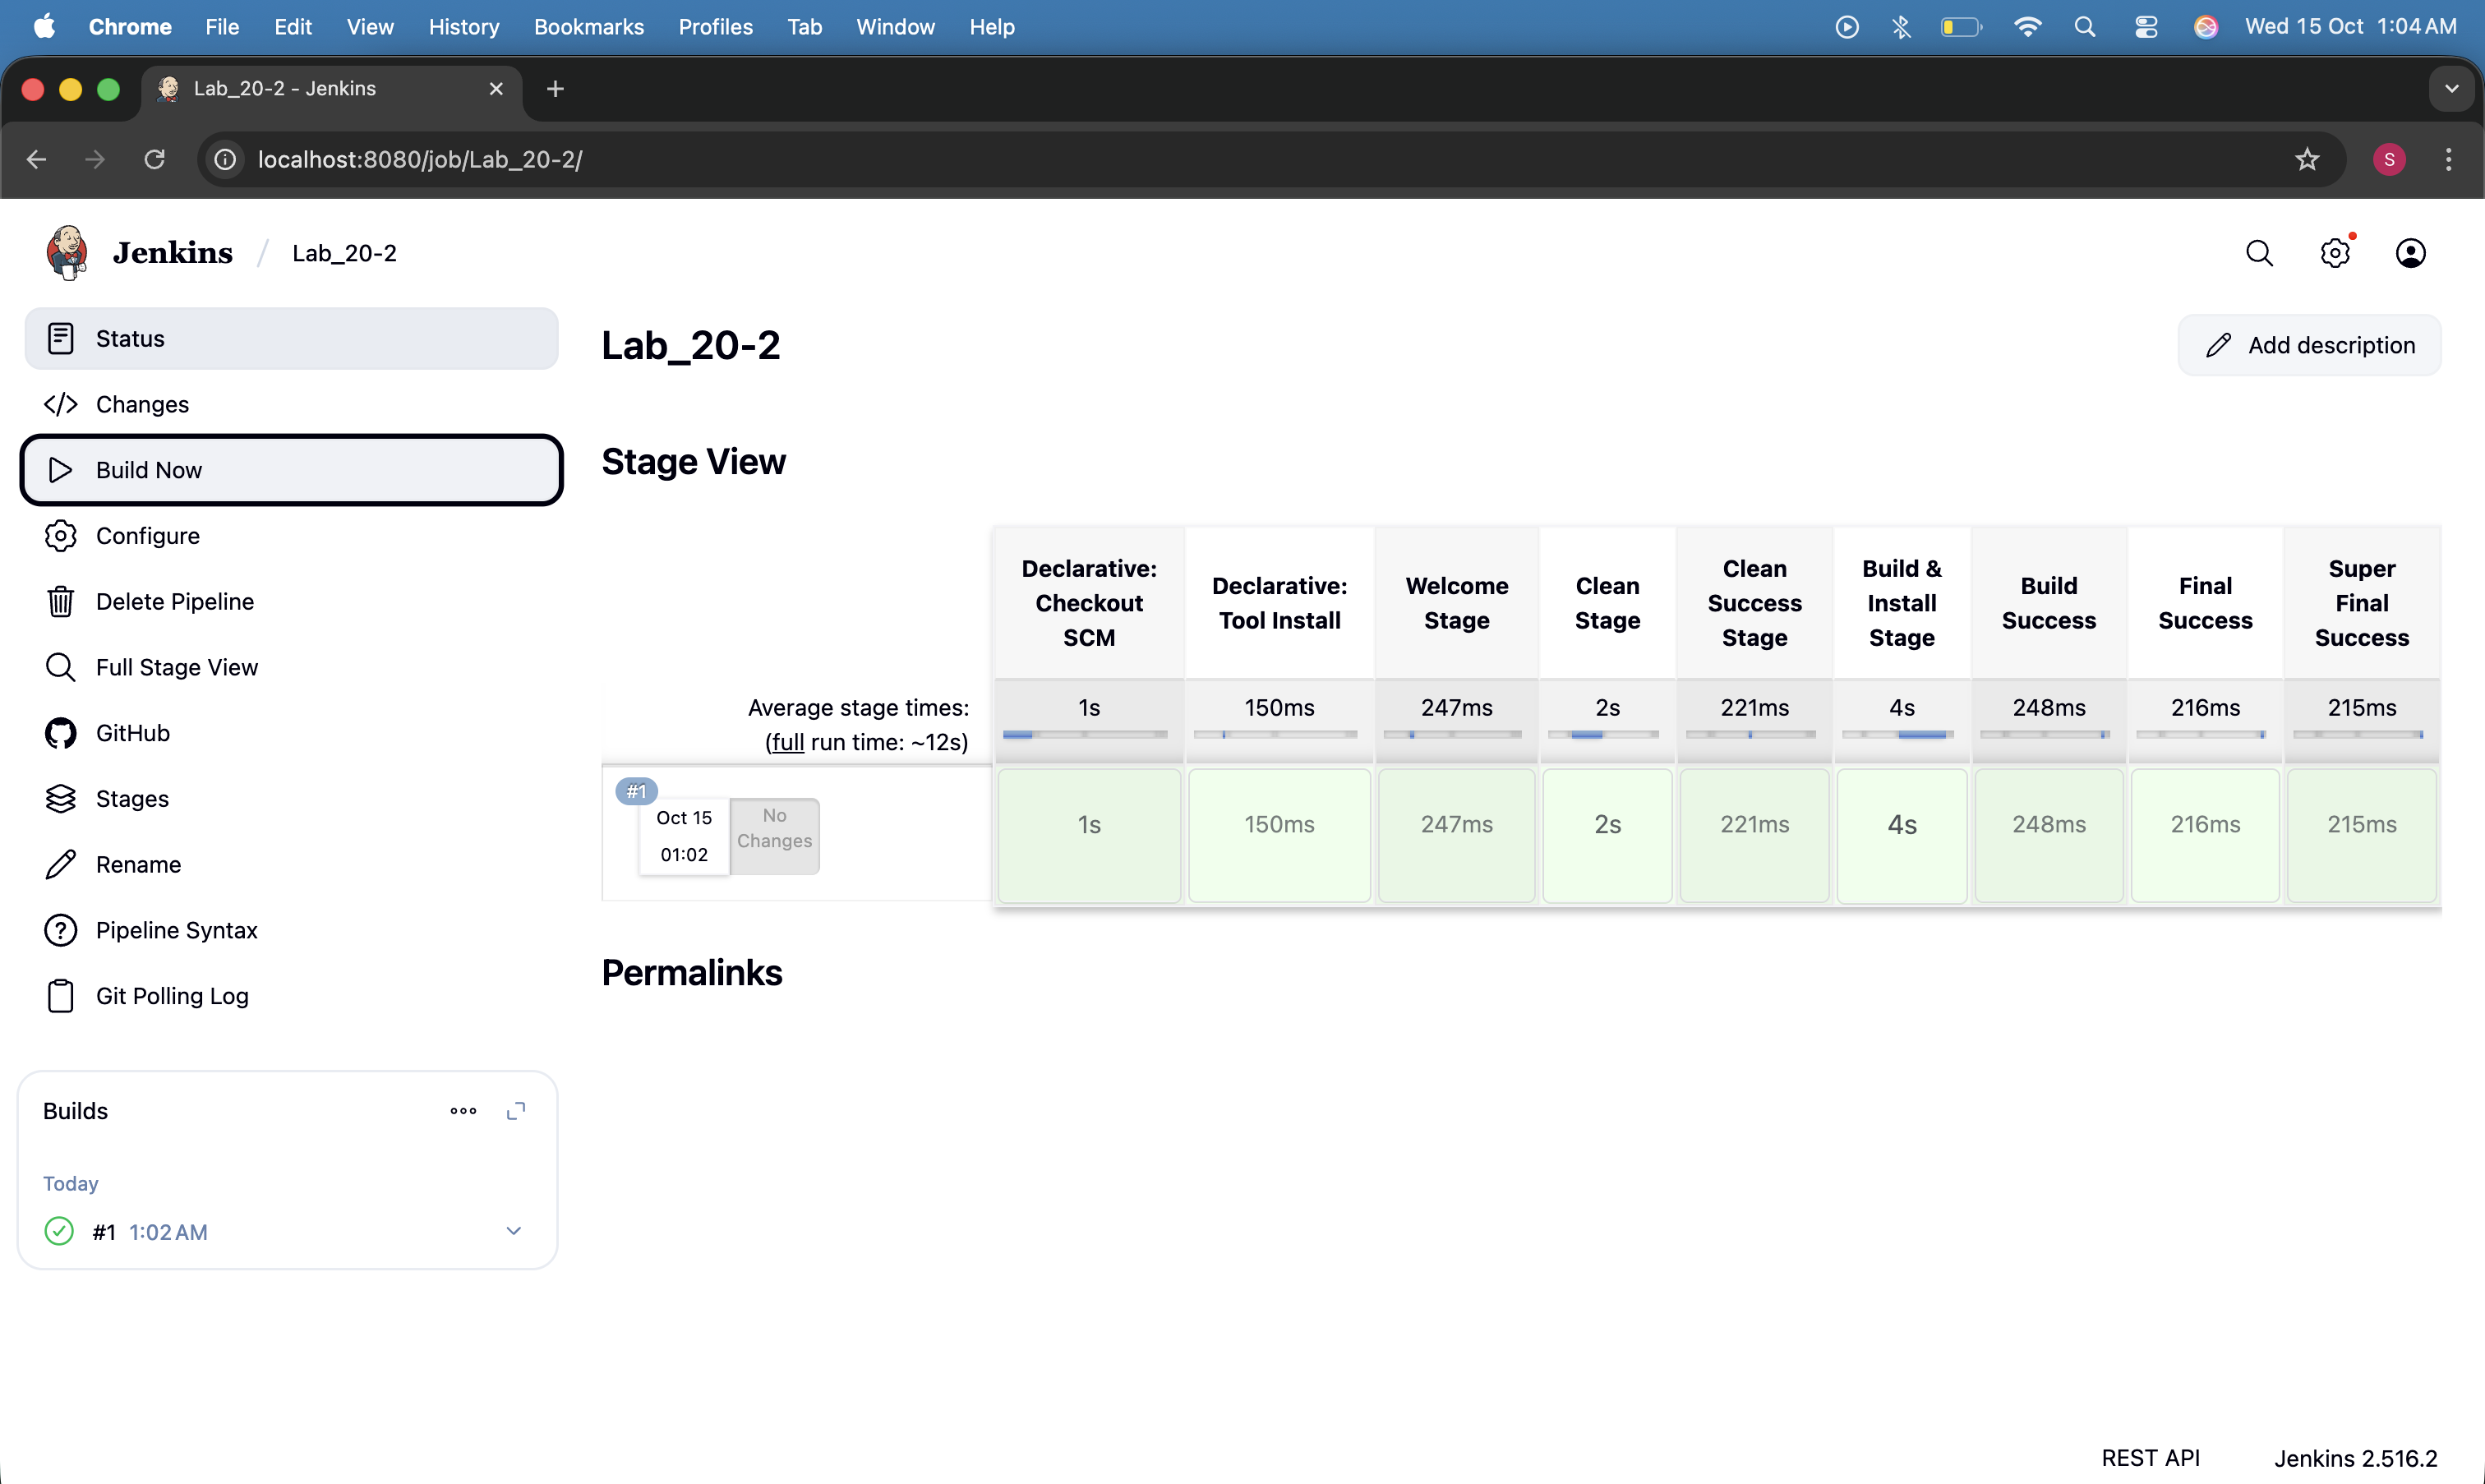 Chrome File Edit View History Bookmarks Profiles Tab Window Help Wed 15 Oct 1:04 AM
Lab_20-2 - Jenkins
localhost:8080/job/Lab_20-2/
S
Jenkins / Lab_20-2
Status
Changes
Build Now
Configure
Delete Pipeline
Full Stage View
GitHub
Stages
Rename
Pipeline Syntax
Git Polling Log
Builds
Today
#1 1:02 AM
Lab_20-2
Add description
Stage View
Declarative: Checkout SCM
Declarative: Tool Install
Welcome Stage
Clean Stage
Clean Success Stage
Build & Install Stage
Build Success
Final Success
Super Final Success
Average stage times:
(full run time: ~12s)
1s 150ms 247ms 2s 221ms 4s 248ms 216ms 215ms
#1
Oct 15
01:02
No
Changes
1s 150ms 247ms 2s 221ms 4s 248ms 216ms 215ms
Permalinks
REST API Jenkins 2.516.2